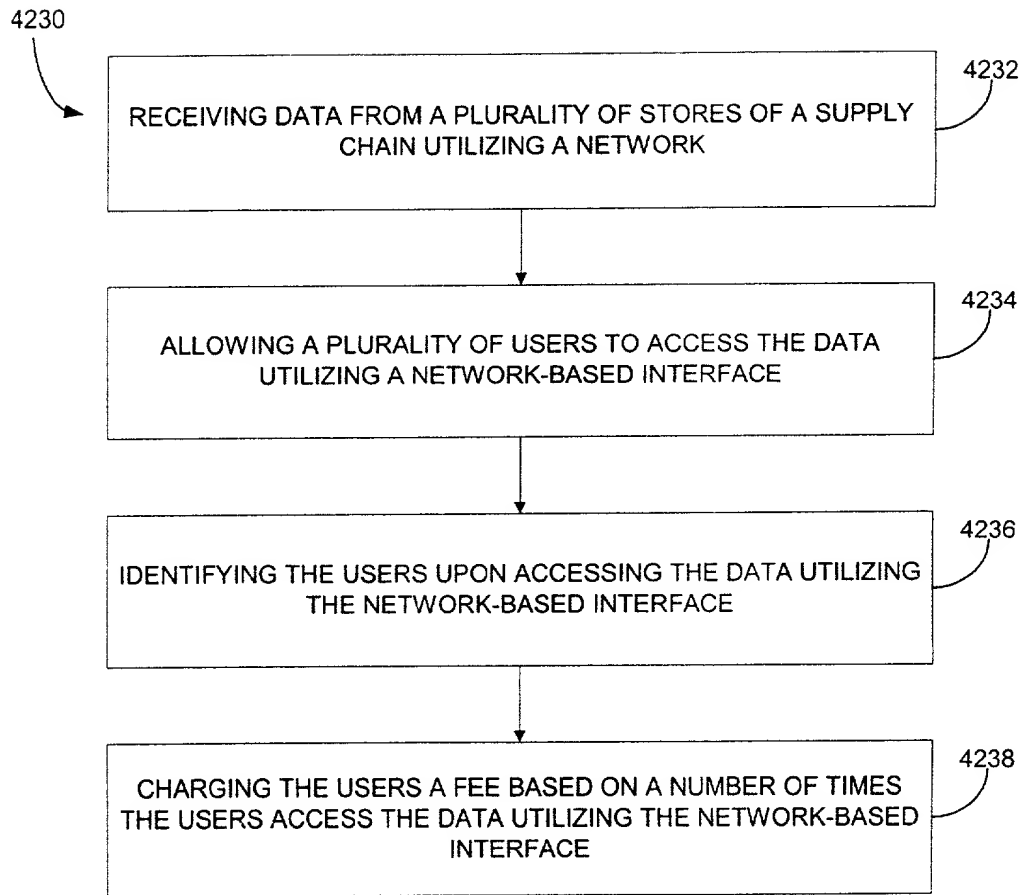 4230
4232
RECEIVING DATA FROM A PLURALITY OF STORES OF A SUPPLY
CHAIN UTILIZING A NETWORK
4234
ALLOWING A PLURALITY OF USERS TO ACCESS THE DATA
UTILIZING A NETWORK-BASED INTERFACE
4236
IDENTIFYING THE USERS UPON ACCESSING THE DATA UTILIZING
THE NETWORK-BASED INTERFACE
4238
CHARGING THE USERS A FEE BASED ON A NUMBER OF TIMES
THE USERS ACCESS THE DATA UTILIZING THE NETWORK-BASED
INTERFACE